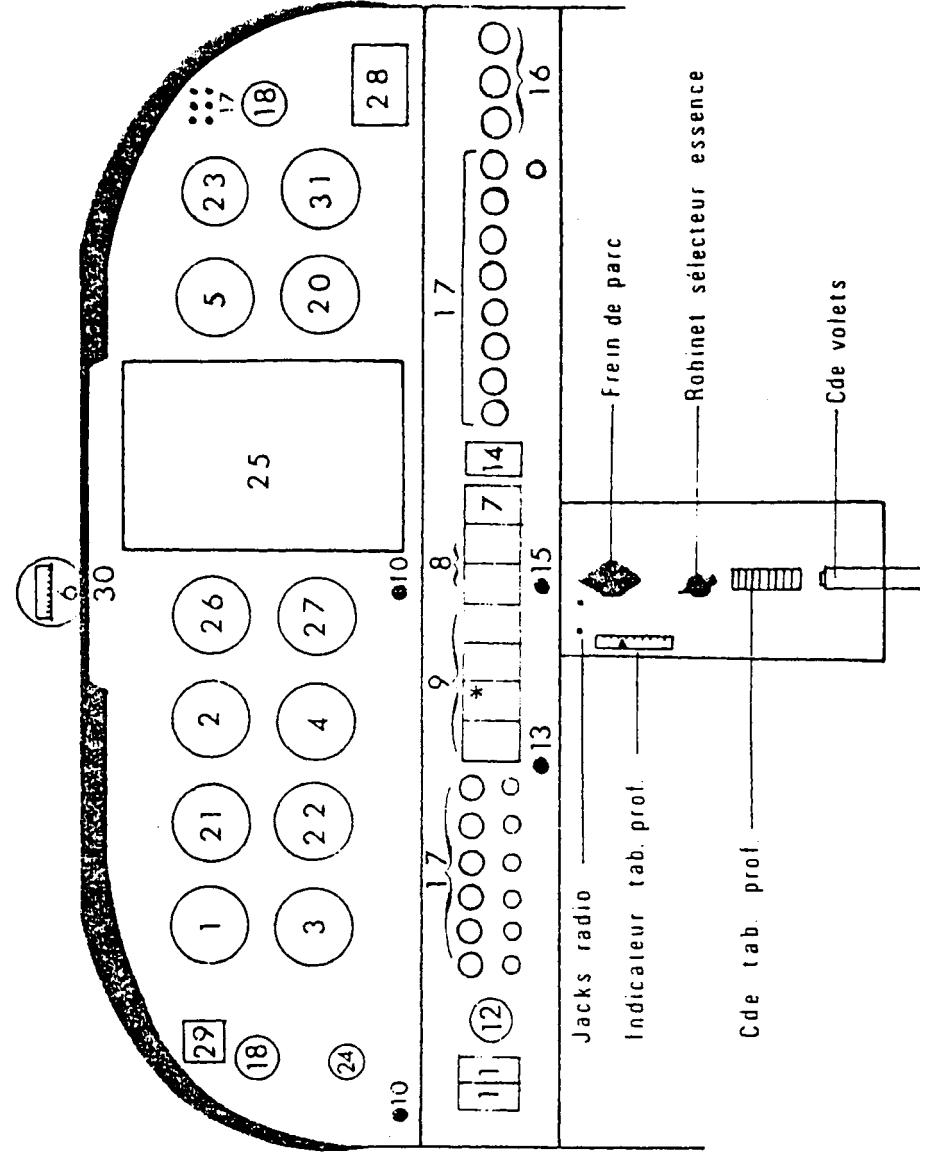 6
30
29 1 21 2 26 5 23 17
18 25 18
3 22 4 27 20 31
24 28
10 10
17 9 8 17
11 12 * 7 14
13 15 16
Jacks radio
Frein de parc
Indicateur tab. prof.
Rohinet sélecteur essence
Cde tab. prof.
Cde volets